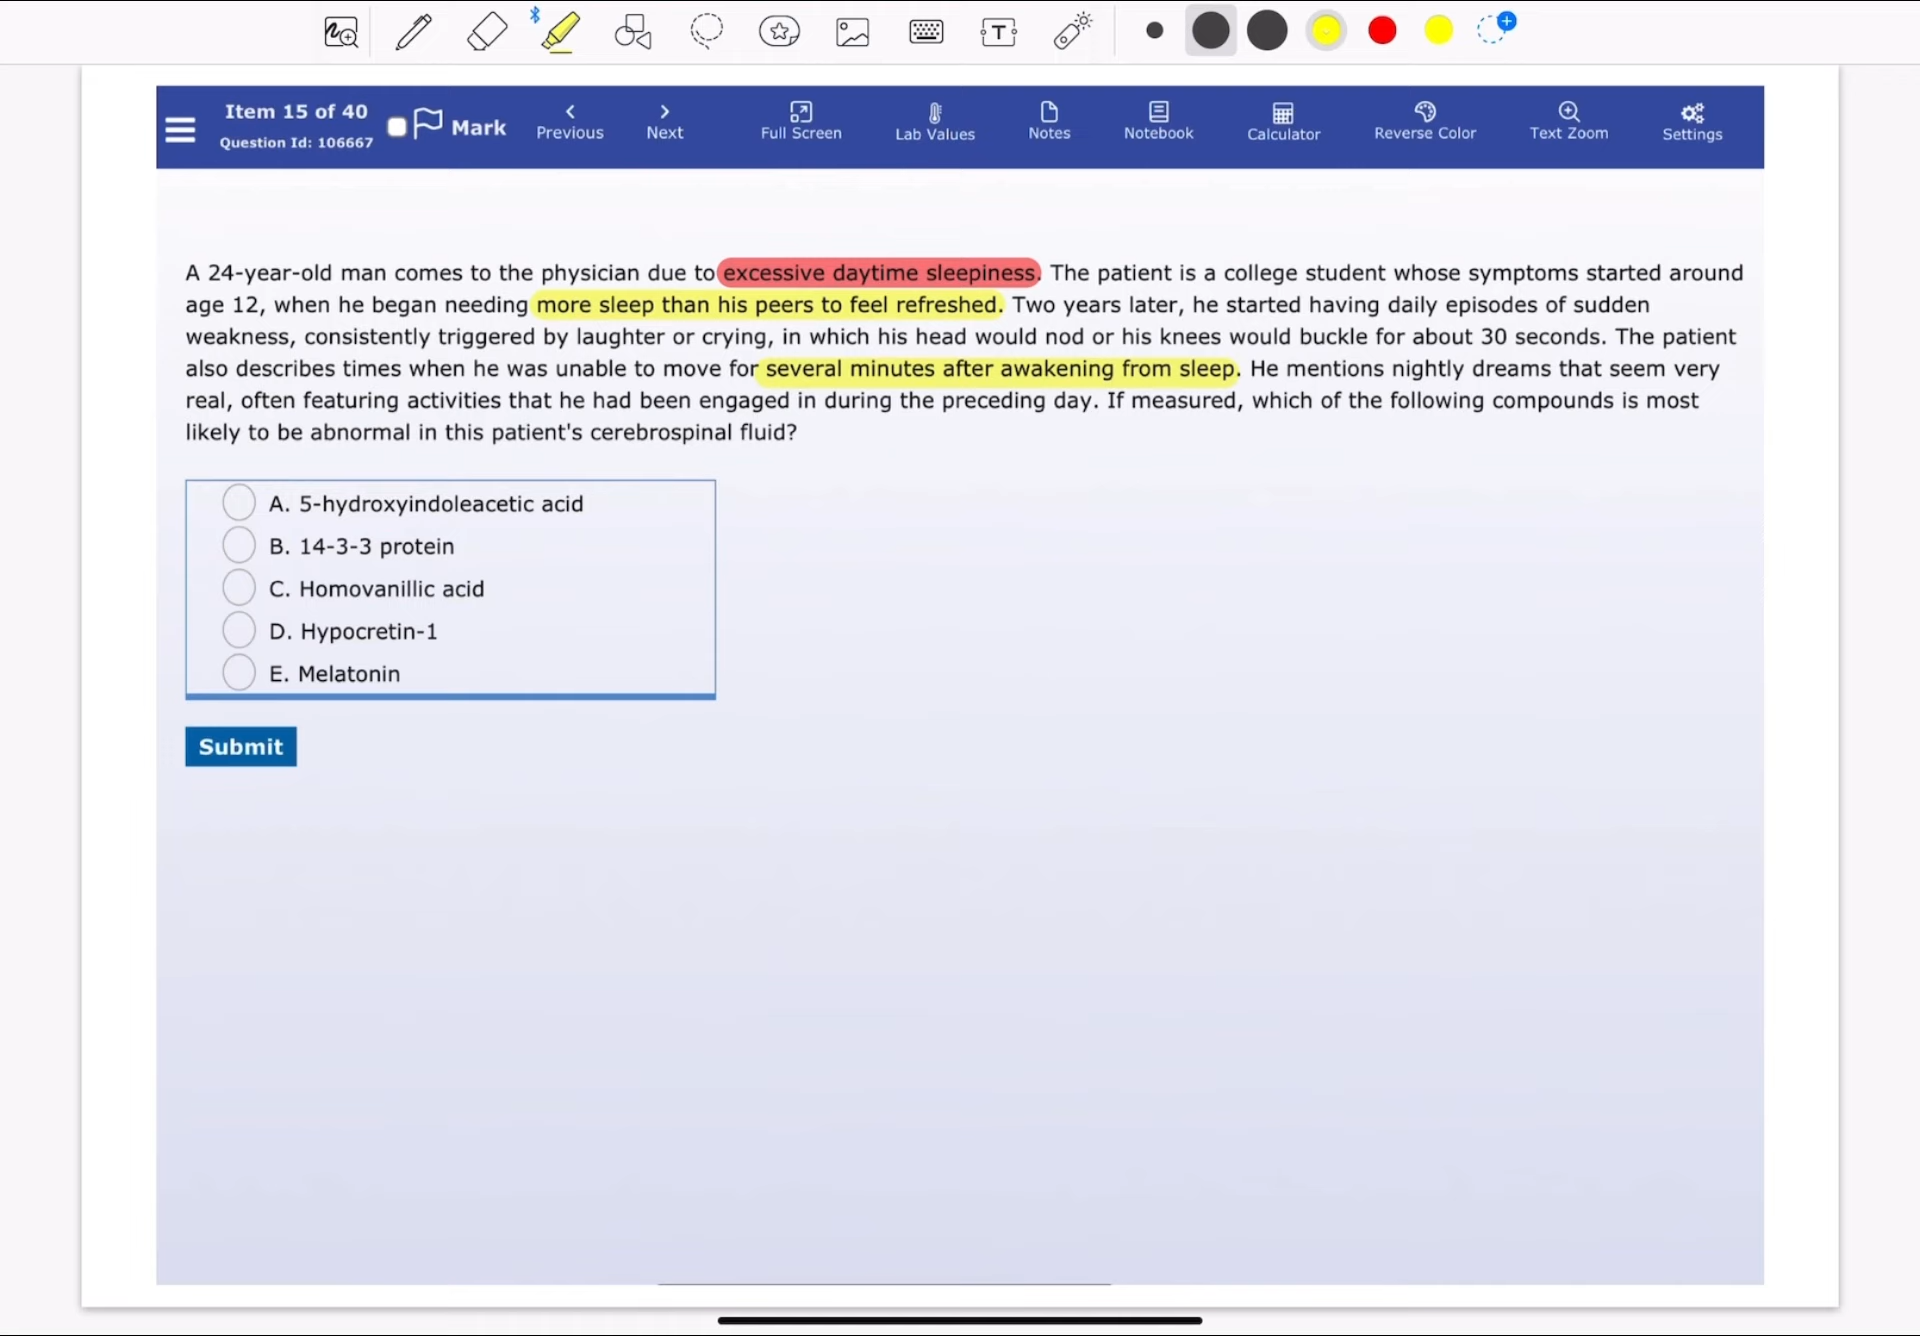 Item 15 of 40
Question Id: 106667
Mark
Previous
Next
Full Screen
Lab Values
Notes
Notebook
Calculator
Reverse Color
Text Zoom
Settings
A 24-year-old man comes to the physician due to excessive daytime sleepiness. The patient is a college student whose symptoms started around
age 12, when he began needing more sleep than his peers to feel refreshed. Two years later, he started having daily episodes of sudden
weakness, consistently triggered by laughter or crying, in which his head would nod or his knees would buckle for about 30 seconds. The patient
also describes times when he was unable to move for several minutes after awakening from sleep. He mentions nightly dreams that seem very
real, often featuring activities that he had been engaged in during the preceding day. If measured, which of the following compounds is most
likely to be abnormal in this patient's cerebrospinal fluid?
A. 5-hydroxyindoleacetic acid
B. 14-3-3 protein
C. Homovanillic acid
D. Hypocretin-1
E. Melatonin
Submit